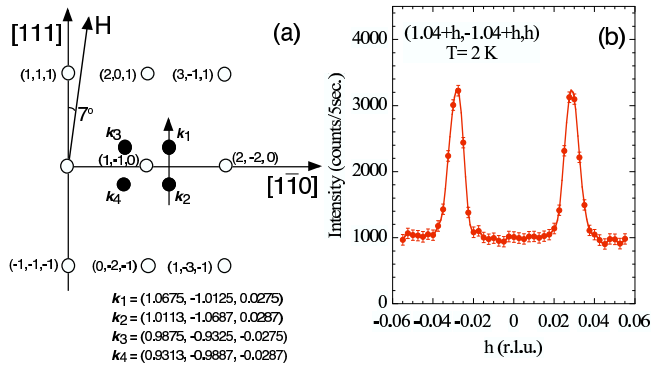 [111]
H
(a)
(1,1,1)
(2,0,1)
(3,-1,1)
7°
k3
k1
(1,-1,0)
(2, -2, 0)
k4
k2
[11̄0]
(-1,-1,-1)
(0,-2,-1)
(1,-3,-1)
k1 = (1.0675, -1.0125, 0.0275)
k2 = (1.0113, -1.0687, 0.0287)
k3 = (0.9875, -0.9325, -0.0275)
k4 = (0.9313, -0.9887, -0.0287)
(1.04+h,-1.04+h,h)
(b)
T= 2 K
Intensity (counts/5sec.)
4000
3000
2000
1000
0
-0.06 -0.04 -0.02 0 0.02 0.04 0.06
h (r.l.u.)